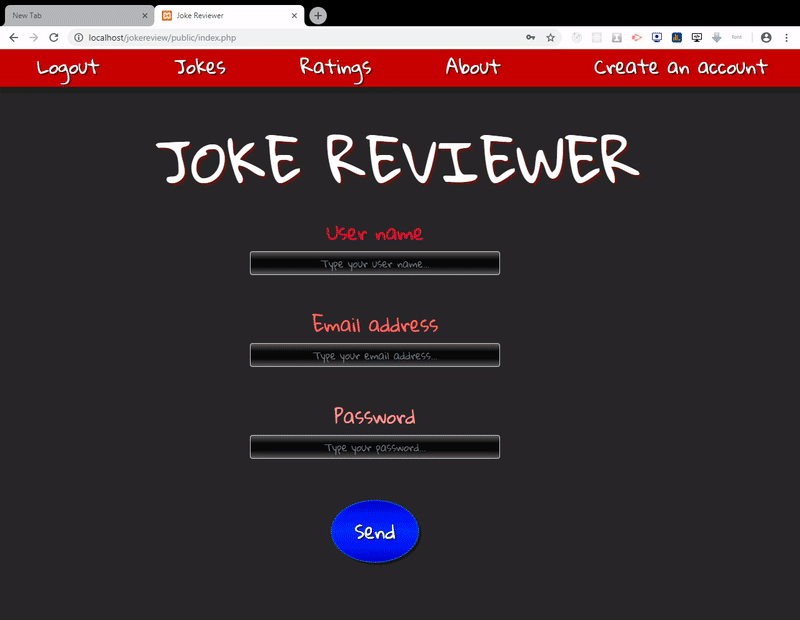 New Tab
Joke Reviewer
localhost/jokereview/public/index.php
Logout Jokes Ratings About Create an account
JOKE REVIEWER
User name
Type your user name...
Email address
Type your email address...
Password
Type your password...
Send